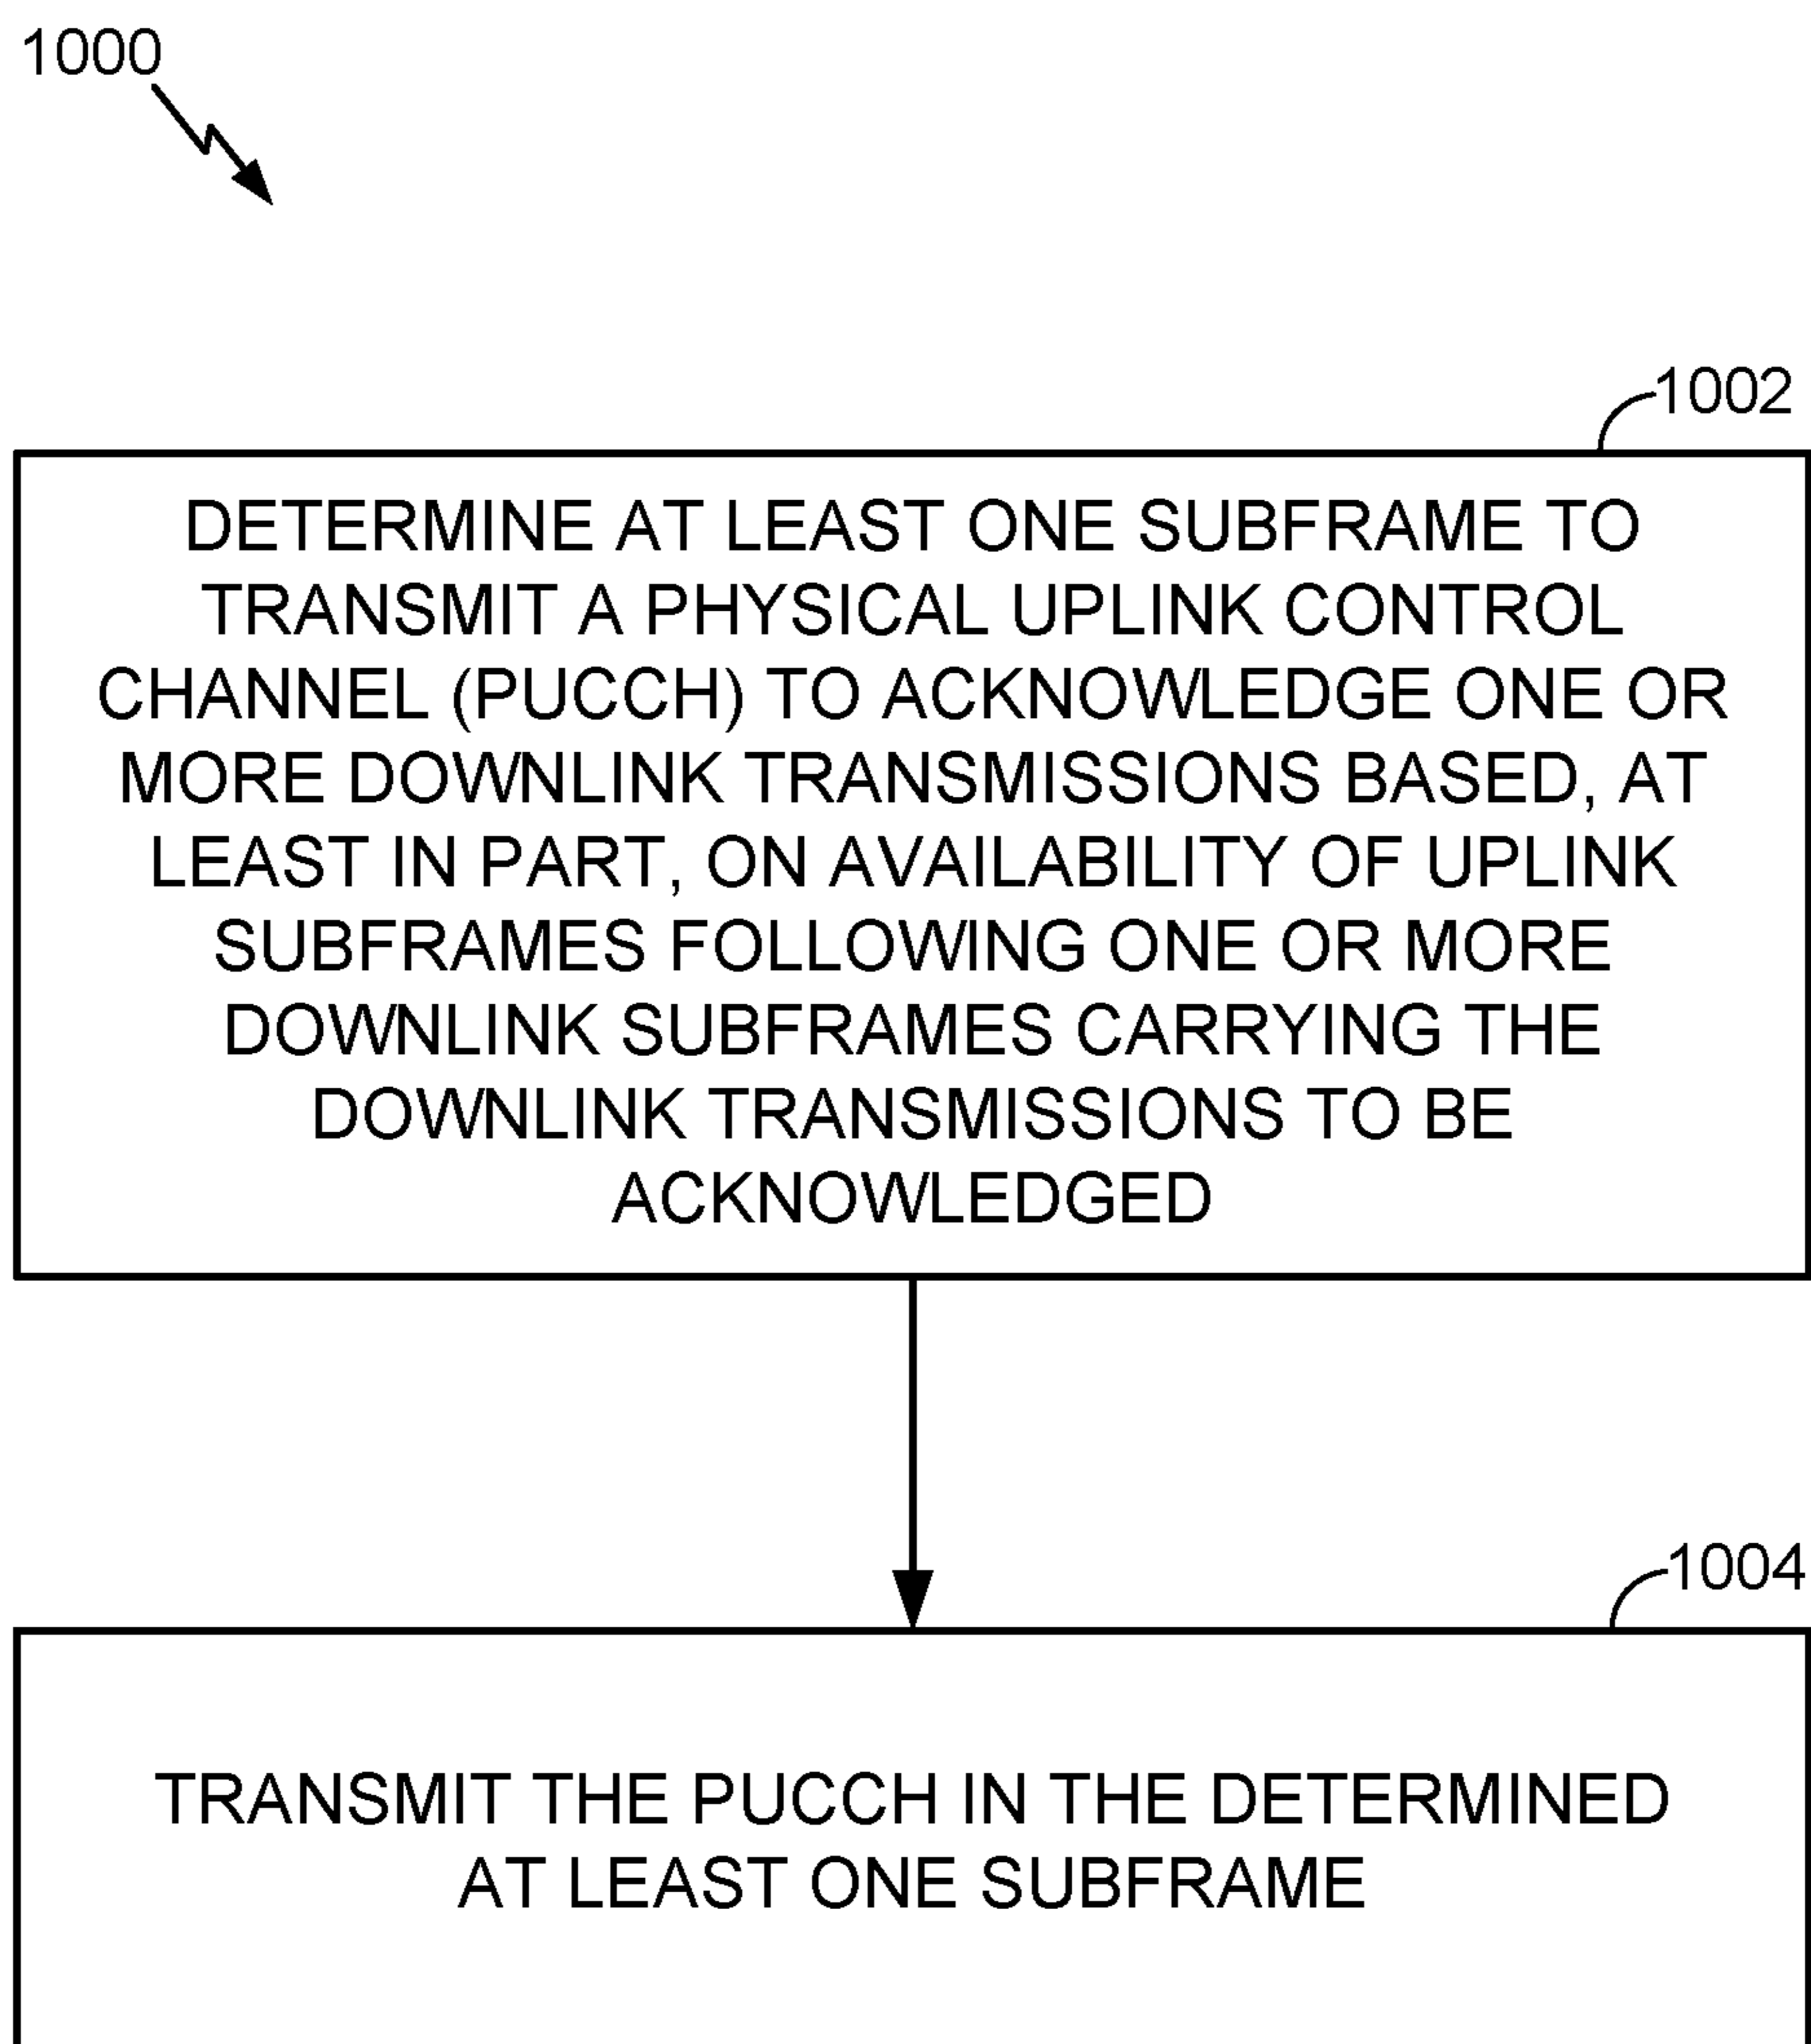 1000
1002
DETERMINE AT LEAST ONE SUBFRAME TO
TRANSMIT A PHYSICAL UPLINK CONTROL
CHANNEL (PUCCH) TO ACKNOWLEDGE ONE OR
MORE DOWNLINK TRANSMISSIONS BASED, AT
LEAST IN PART, ON AVAILABILITY OF UPLINK
SUBFRAMES FOLLOWING ONE OR MORE
DOWNLINK SUBFRAMES CARRYING THE
DOWNLINK TRANSMISSIONS TO BE
ACKNOWLEDGED
1004
TRANSMIT THE PUCCH IN THE DETERMINED
AT LEAST ONE SUBFRAME